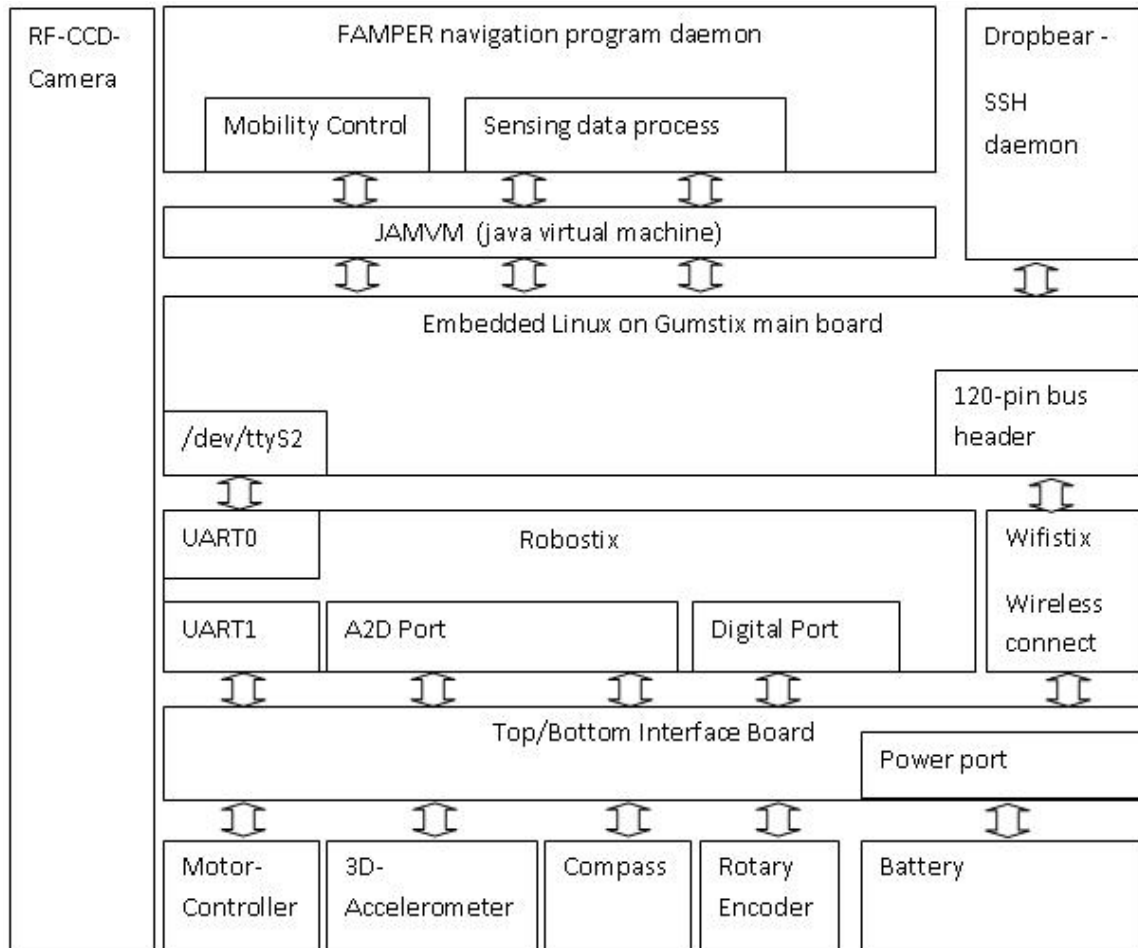 RF-CCD-
Camera
FAMPER navigation program daemon
Mobility Control
Sensing data process
Dropbear -
SSH
daemon
JAMVM (java virtual machine)
Embedded Linux on Gumstix main board
/dev/ttyS2
120-pin bus
header
UART0
Robostix
Wifistix
Wireless
connect
UART1
A2D Port
Digital Port
Top/Bottom Interface Board
Power port
Motor-
Controller
3D-
Accelerometer
Compass
Rotary
Encoder
Battery